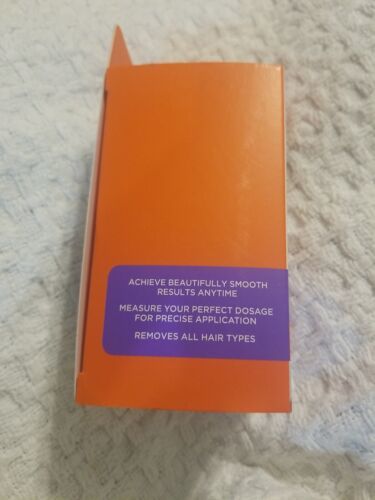 ACHIEVE BEAUTIFULLY SMOOTH
RESULTS ANYTIME
MEASURE YOUR PERFECT DOSAGE
FOR PRECISE APPLICATION
REMOVES ALL HAIR TYPES